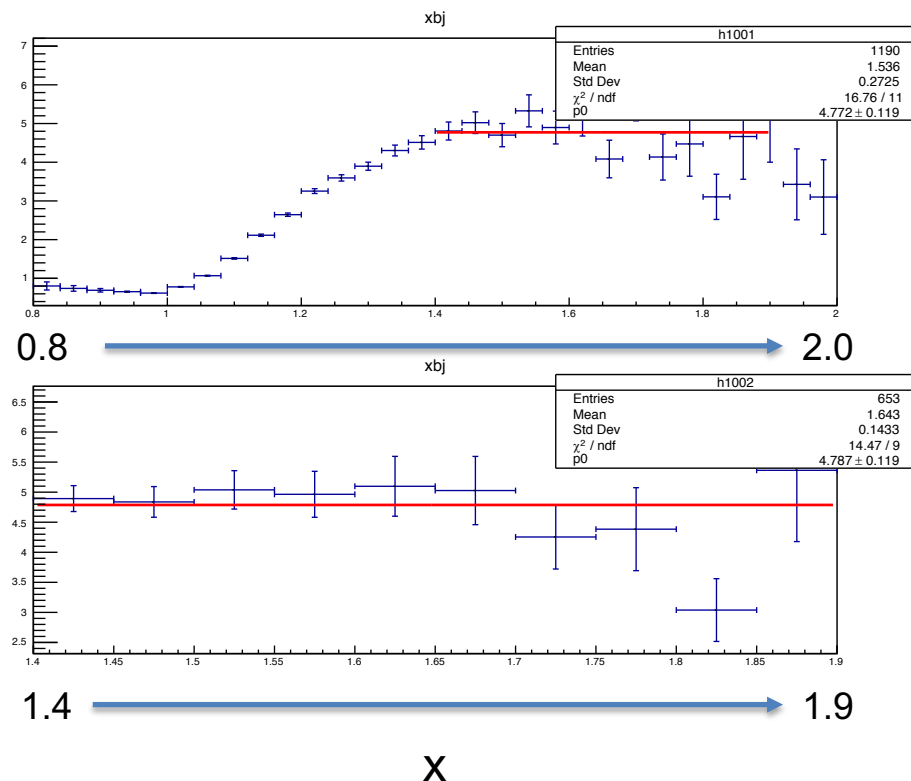 xbj
h1001
Entries 1190
Mean 1.536
Std Dev 0.2725
χ² / ndf 16.76 / 11
p0 4.772 ± 0.119
7
6
5
4
3
2
1
0.8 1 1.2 1.4 1.6 1.8 2
0.8 2.0
xbj
h1002
Entries 653
Mean 1.643
Std Dev 0.1433
χ² / ndf 14.47 / 9
p0 4.787 ± 0.119
6.5
6
5.5
5
4.5
4
3.5
3
2.5
1.4 1.45 1.5 1.55 1.6 1.65 1.7 1.75 1.8 1.85 1.9
1.4 1.9
x